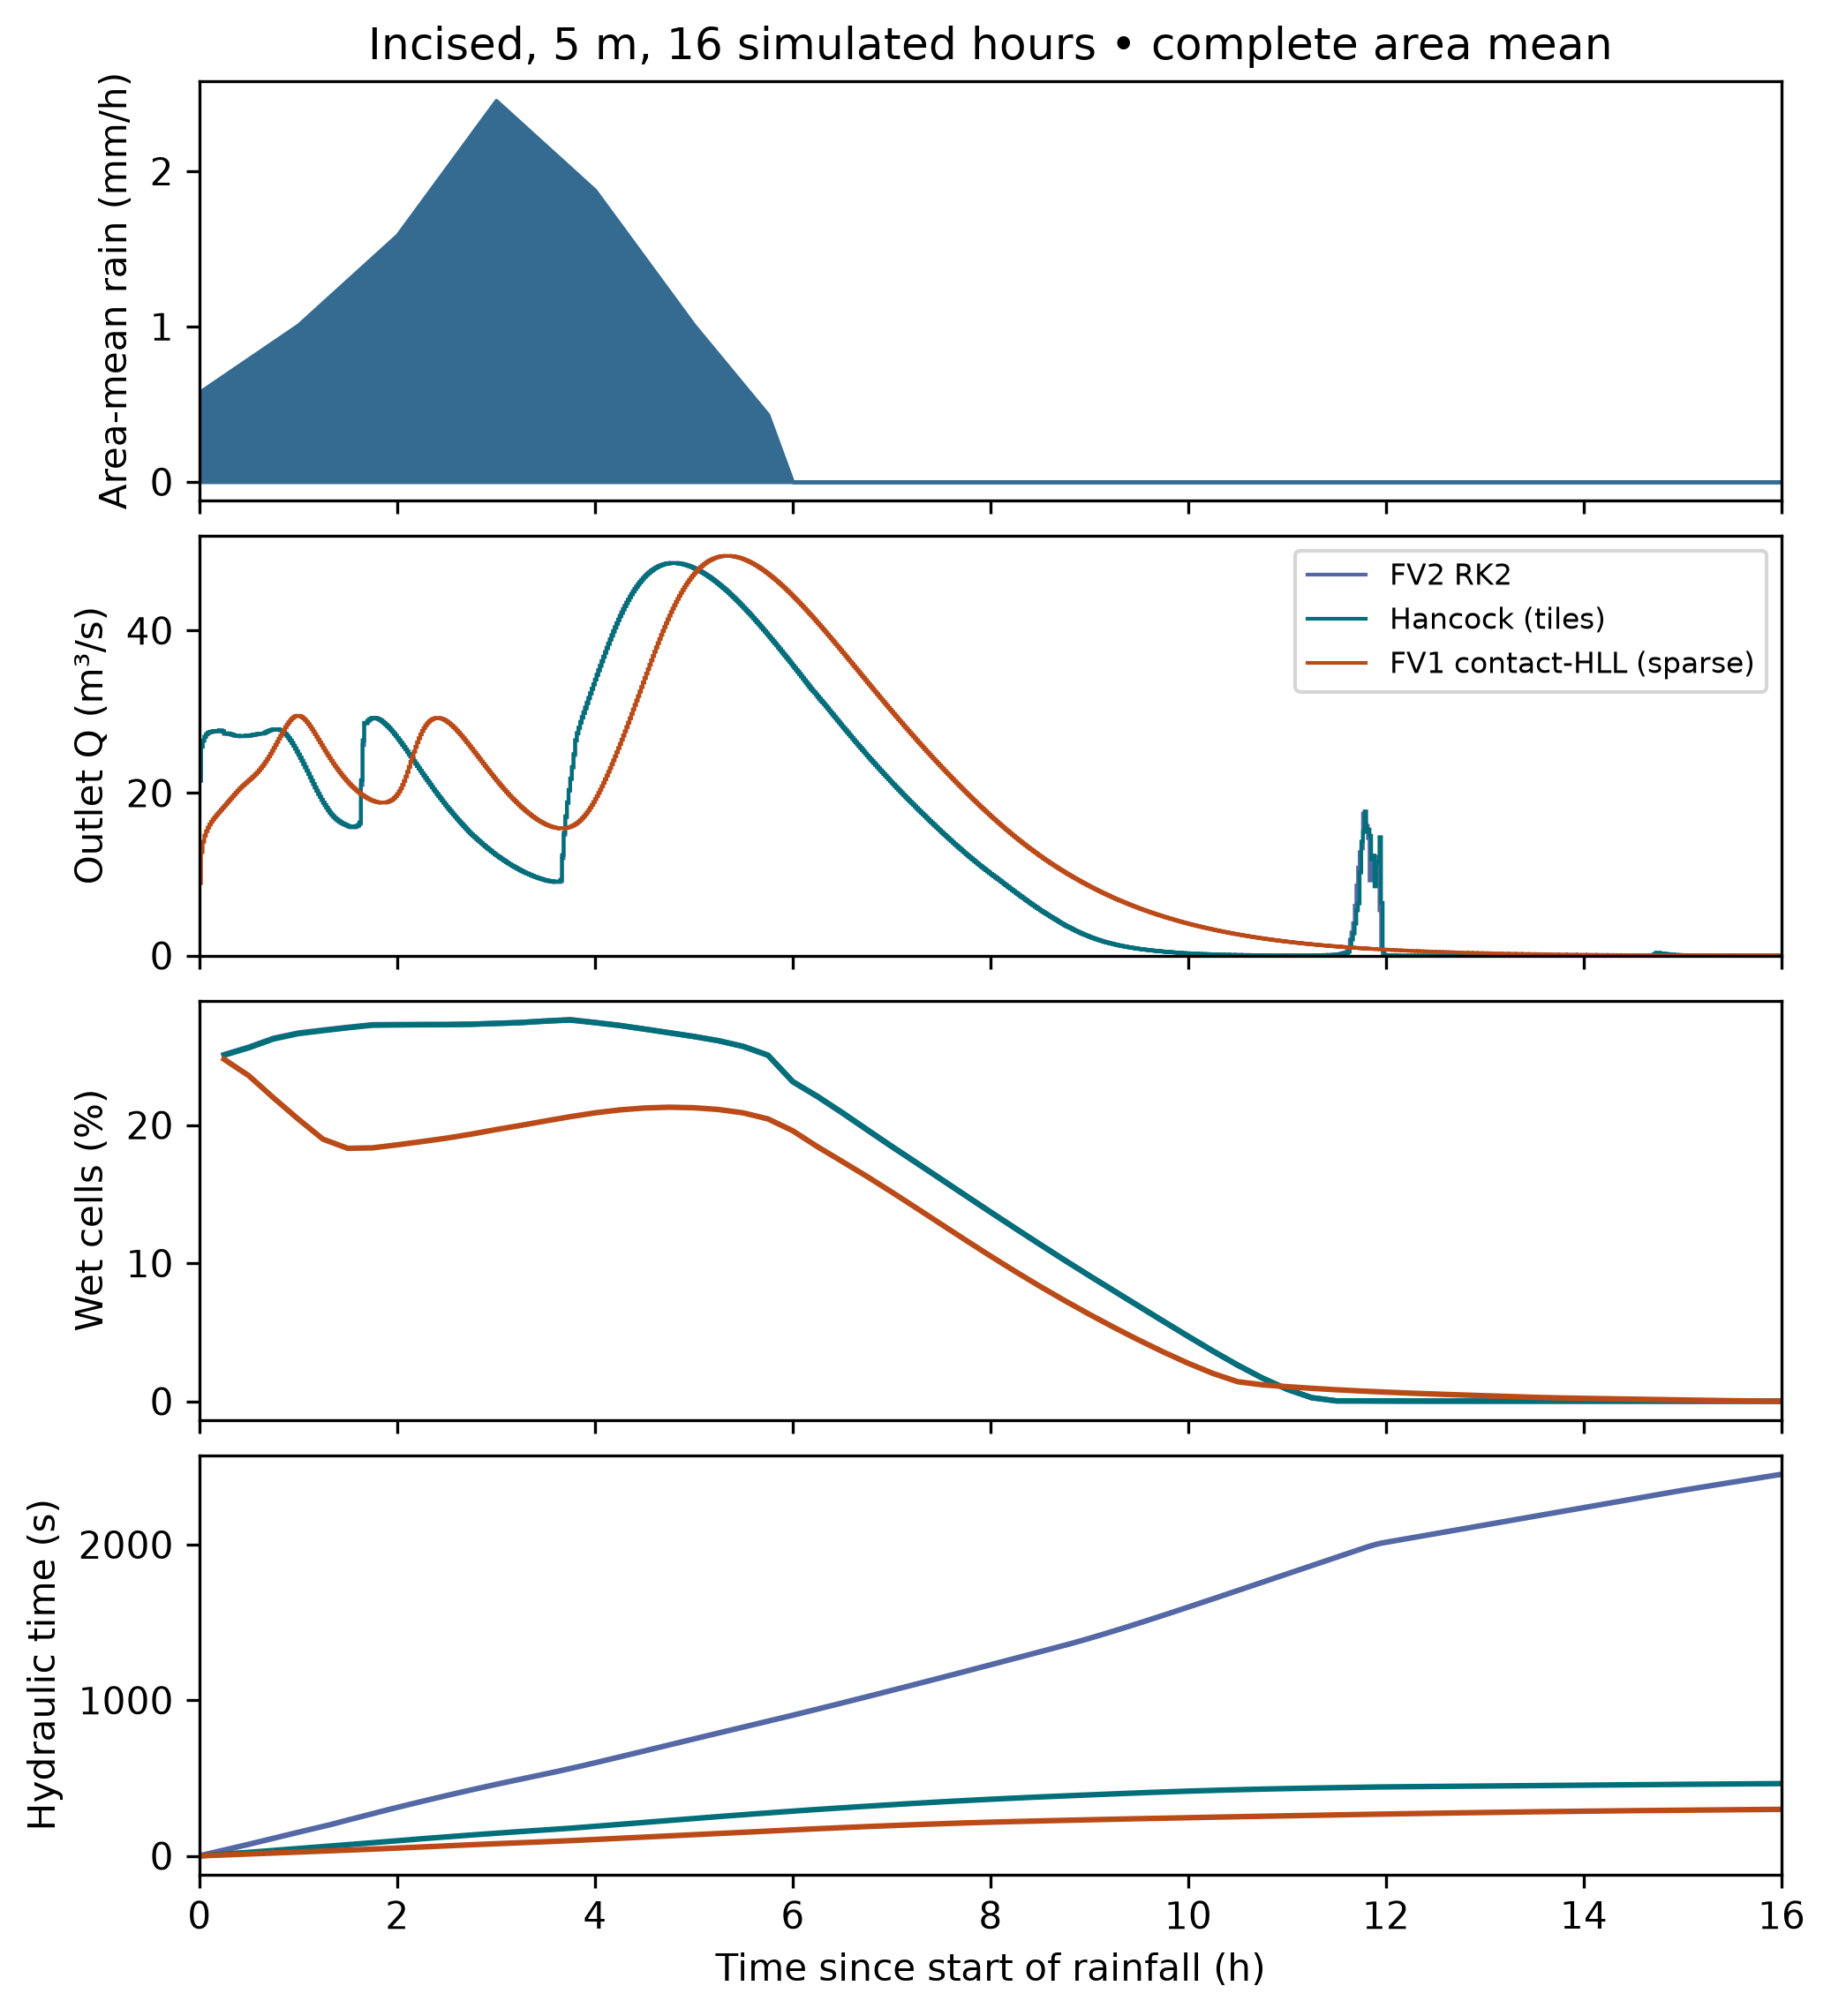 Incised, 5 m, 16 simulated hours • complete area mean
Area-mean rain (mm/h)
2
1
0
Outlet Q (m³/s)
40
20
0
FV2 RK2
Hancock (tiles)
FV1 contact-HLL (sparse)
Wet cells (%)
20
10
0
Hydraulic time (s)
2000
1000
0
0 2 4 6 8 10 12 14 16
Time since start of rainfall (h)